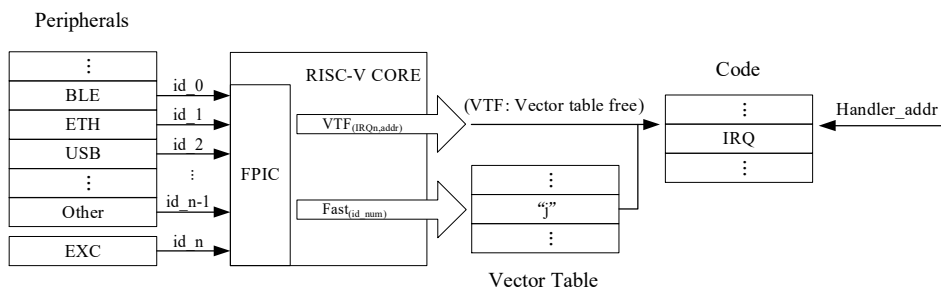 Peripherals
⋮
BLE
ETH
USB
⋮
Other
EXC
id_0
id_1
id_2
⋮
id_n-1
id_n
RISC-V CORE
FPIC
VTF(IRQn,addr)
Fast(id_num)
(VTF: Vector table free)
⋮
“j”
⋮
Vector Table
Code
⋮
IRQ
⋮
Handler_addr